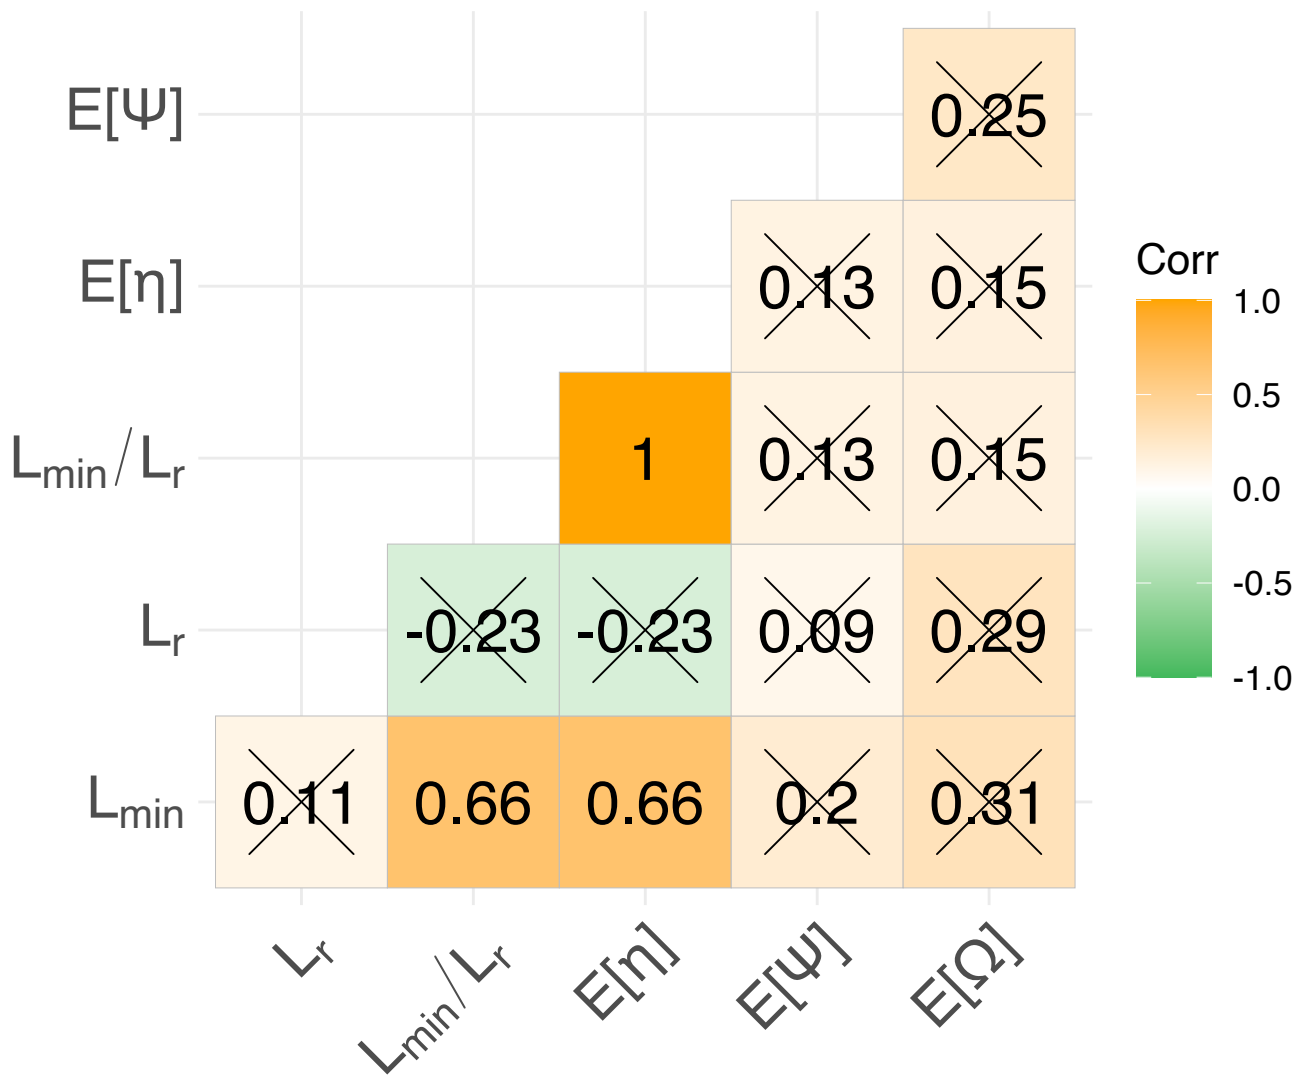 E[Ψ] 0.25
E[η] 0.13 0.15
Lmin/Lr 1 0.13 0.15
Lr -0.23 -0.23 0.09 0.29
Lmin 0.11 0.66 0.66 0.2 0.31
Lr Lmin/Lr E[η] E[Ψ] E[Ω]
Corr
1.0
0.5
0.0
-0.5
-1.0